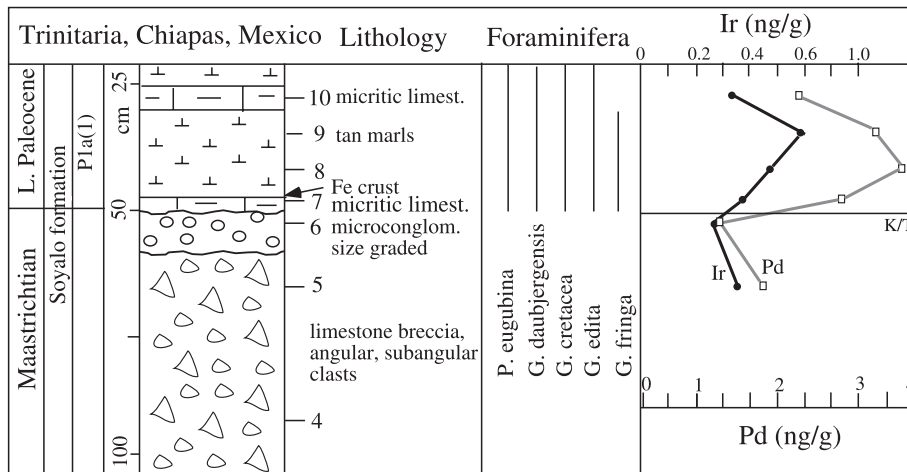 Trinitaria, Chiapas, Mexico
Lithology
Foraminifera
Ir (ng/g)
0 0.2 0.4 0.6 1.0
L. Paleocene
Maastrichtian
Soyalo formation
P1a(1)
25
cm
50
100
10 micritic limest.
9 tan marls
8
Fe crust
7 micritic limest.
6 microconglom.
size graded
5
limestone breccia,
angular, subangular
clasts
4
P. eugubina
G. daubjergensis
G. cretacea
G. edita
G. fringa
K/T
Ir
Pd
0 1 2 3
Pd (ng/g)